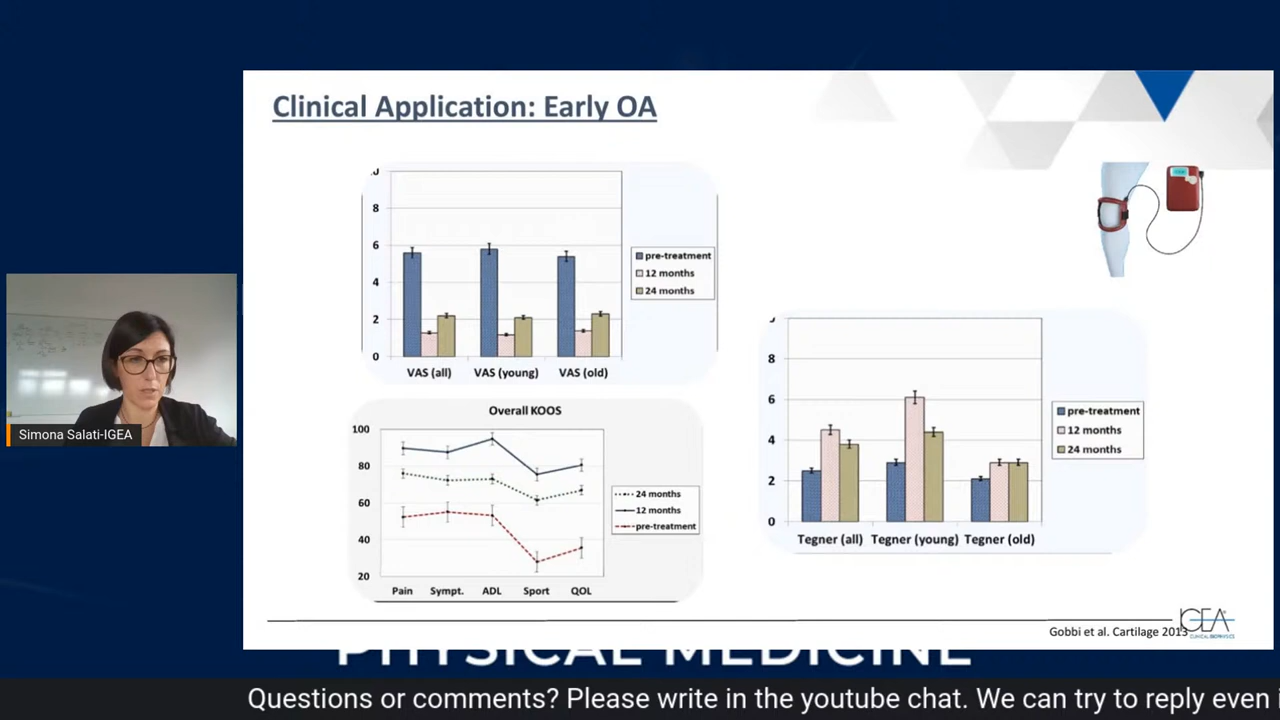 Clinical Application: Early OA
8
6
4
2
0
VAS (all) VAS (young) VAS (old)
pre-treatment
12 months
24 months
Overall KOOS
100
80
60
40
20
Pain Sympt. ADL Sport QOL
24 months
12 months
pre-treatment
8
6
4
2
0
Tegner (all) Tegner (young) Tegner (old)
pre-treatment
12 months
24 months
Simona Salati-IGEA
Gobbi et al. Cartilage 2013
IGEA
CLINICAL BIOPHYSICS
PHYSICAL MEDICINE
Questions or comments? Please write in the youtube chat. We can try to reply even